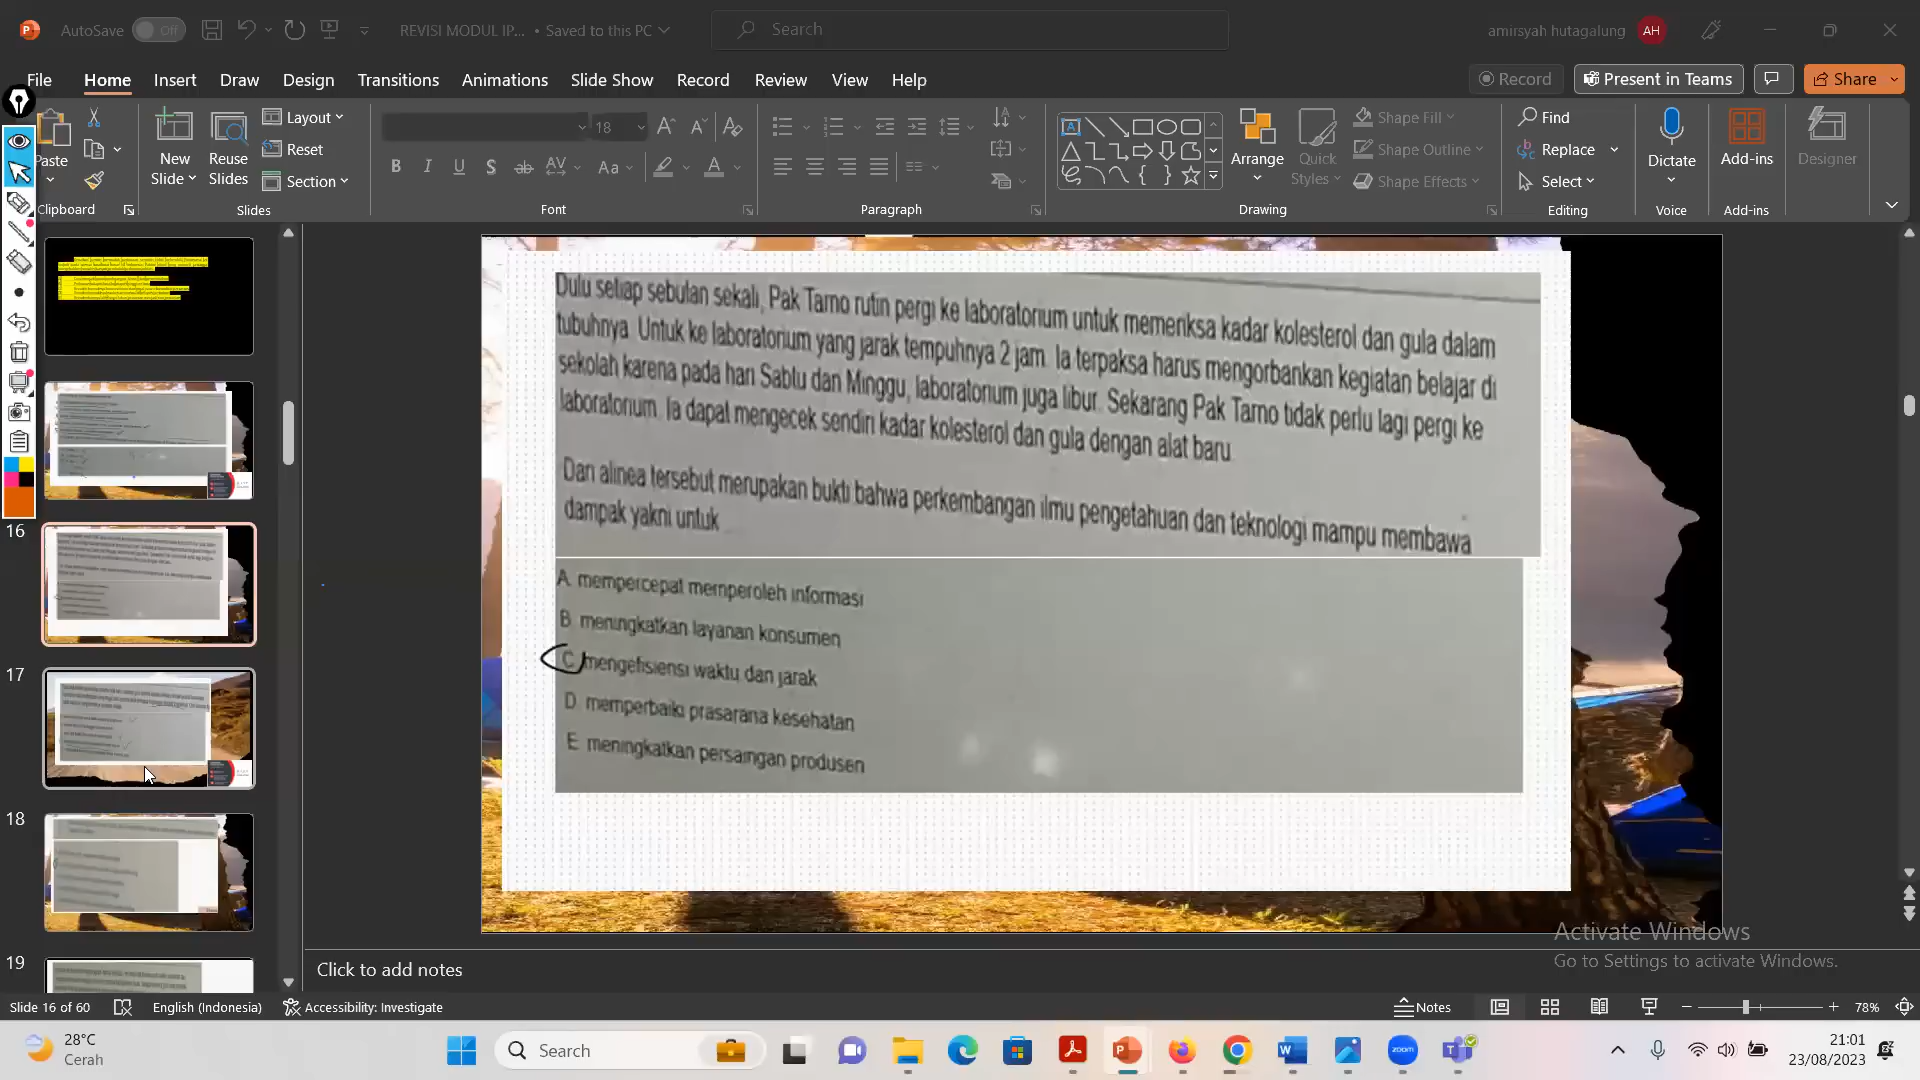 AutoSave
Off
REVISI MODUL IP... • Saved to this PC
Search
amirsyah hutagalung
AH
File
Home
Insert
Draw
Design
Transitions
Animations
Slide Show
Record
Review
View
Help
Record
Present in Teams
Share
Paste
New Slide
Reuse Slides
Layout
Reset
Section
18
B I U S ab AV Aa A
Arrange
Quick Styles
Shape Fill
Shape Outline
Shape Effects
Find
Replace
Select
Dictate
Add-ins
Designer
Clipboard
Slides
Font
Paragraph
Drawing
Editing
Voice
Add-ins
16
17
18
19
Dulu setiap sebulan sekali, Pak Tarno rutin pergi ke laboratorium untuk memeriksa kadar kolesterol dan gula dalam
tubuhnya. Untuk ke laboratorium yang jarak tempuhnya 2 jam. Ia terpaksa harus mengorbankan kegiatan belajar di
sekolah karena pada hari Sabtu dan Minggu, laboratorium juga libur. Sekarang Pak Tarno tidak perlu lagi pergi ke
laboratorium. Ia dapat mengecek sendiri kadar kolesterol dan gula dengan alat baru.
Dari alinea tersebut merupakan bukti bahwa perkembangan ilmu pengetahuan dan teknologi mampu membawa
dampak yakni untuk
A. mempercepat memperoleh informasi
B. meningkatkan layanan konsumen
C. mengefisiensi waktu dan jarak
D. memperbaiki prasarana kesehatan
E. meningkatkan persaingan produsen
Activate Windows
Go to Settings to activate Windows.
Click to add notes
Slide 16 of 60
English (Indonesia)
Accessibility: Investigate
Notes
78%
28°C
Cerah
Search
zoom
21:01
23/08/2023